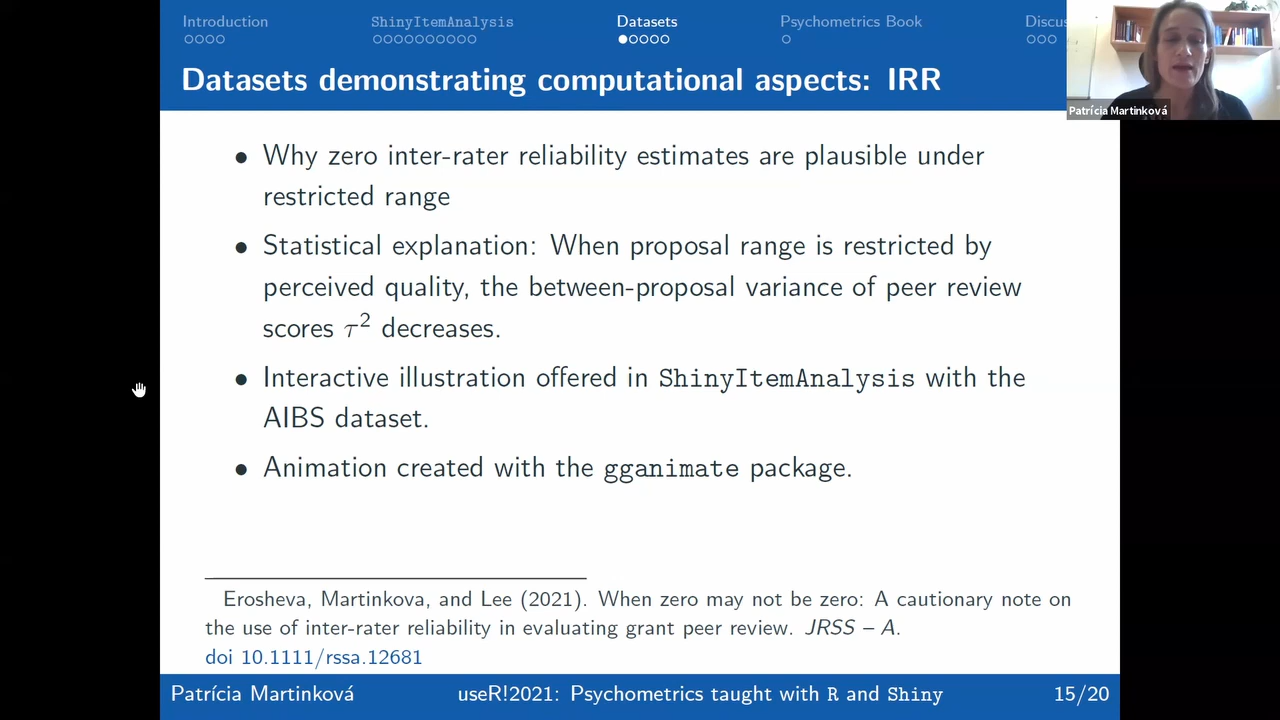 Introduction
ShinyItemAnalysis
Datasets
Psychometrics Book
Discus
Datasets demonstrating computational aspects: IRR
Patrícia Martinková
• Why zero inter-rater reliability estimates are plausible under
restricted range
• Statistical explanation: When proposal range is restricted by
perceived quality, the between-proposal variance of peer review
scores τ² decreases.
• Interactive illustration offered in ShinyItemAnalysis with the
AIBS dataset.
• Animation created with the gganimate package.
Erosheva, Martinkova, and Lee (2021). When zero may not be zero: A cautionary note on
the use of inter-rater reliability in evaluating grant peer review. JRSS – A.
doi 10.1111/rssa.12681
Patrícia Martinková
useR!2021: Psychometrics taught with R and Shiny
15/20